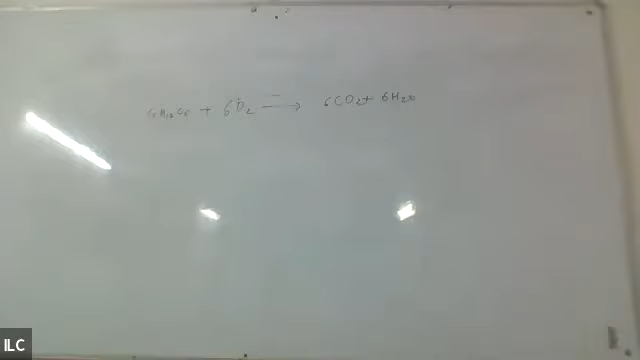 C6H12O6 + 6O2 → 6CO2 + 6H2O
ILC